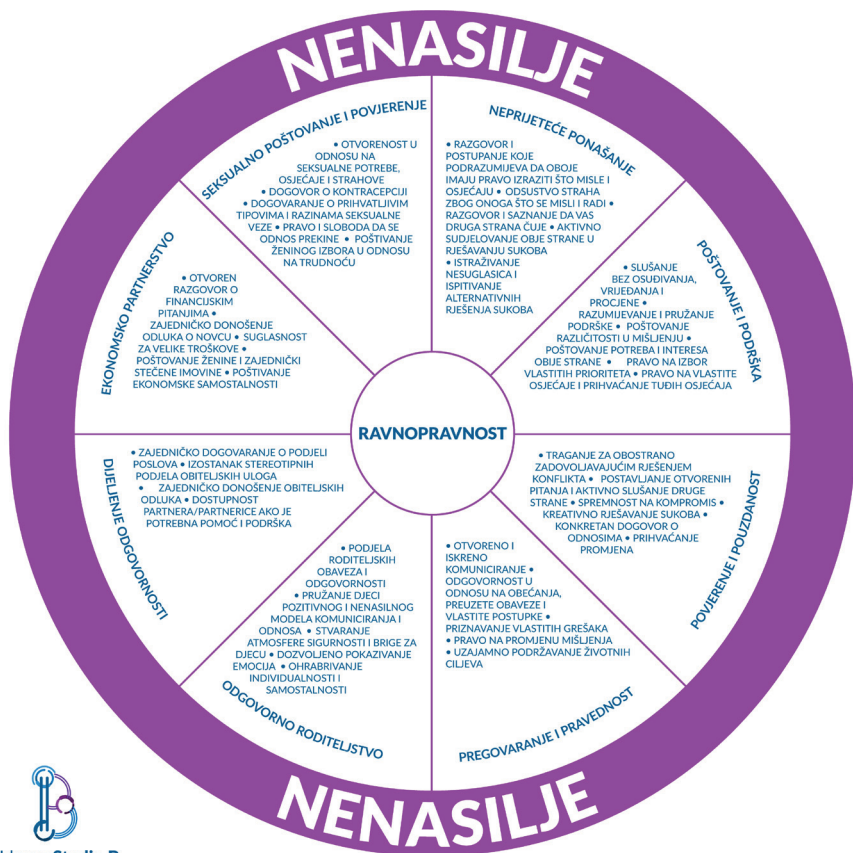 NENASILJE
SEKSUALNO POŠTOVANJE I POVJERENJE
• OTVORENOST U
ODNOSU NA
SEKSUALNE POTREBE,
OSJEĆAJE I STRAHOVE
• DOGOVOR O KONTRACEPCIJI
• DOGOVARANJE O PRIHVATLJIVIM
TIPOVIMA I RAZINAMA SEKSUALNE
VEZE • PRAVO I SLOBODA DA SE
ODNOS PREKINE • POŠTIVANJE
ŽENINOG IZBORA U ODNOSU
NA TRUDNOĆU
NEPRIJETEĆE PONAŠANJE
• RAZGOVOR I
POSTUPANJE KOJE
PODRAZUMIJEVA DA OBOJE
IMAJU PRAVO IZRAZITI ŠTO MISLE I
OSJEĆAJU • ODSUSTVO STRAHA
ZBOG ONOGA ŠTO SE MISLI I RADI •
RAZGOVOR I SAZNANJE DA VAS
DRUGA STRANA ČUJE • AKTIVNO
SUDJELOVANJE OBJE STRANE U
RJEŠAVANJU SUKOBA
• ISTRAŽIVANJE
NESUGLASICA I
ISPITIVANJE
ALTERNATIVNIH
RJEŠENJA SUKOBA
POŠTOVANJE I PODRŠKA
• SLUŠANJE
BEZ OSUĐIVANJA,
VRIJEĐANJA I
PROCJENE •
RAZUMIJEVANJE I PRUŽANJE
PODRŠKE • POŠTOVANJE
RAZLIČITOSTI U MIŠLJENJU •
POŠTOVANJE POTREBA I INTERESA
OBIJE STRANE • PRAVO NA IZBOR
VLASTITIH PRIORITETA • PRAVO NA VLASTITE
OSJEĆAJE I PRIHVAĆANJE TUĐIH OSJEĆAJA
EKONOMSKO PARTNERSTVO
• OTVOREN
RAZGOVOR O
FINANCIJSKIM
PITANJIMA •
ZAJEDNIČKO DONOŠENJE
ODLUKA O NOVCU • SUGLASNOST
ZA VELIKE TROŠKOVE •
POŠTOVANJE ŽENINE I ZAJEDNIČKI
STEČENE IMOVINE • POŠTIVANJE
EKONOMSKE SAMOSTALNOSTI
RAVNOPRAVNOST
DIJELJENJE ODGOVORNOSTI
• ZAJEDNIČKO DOGOVARANJE O PODJELI
POSLOVA • IZOSTANAK STEREOTIPNIH
PODJELA OBITELJSKIH ULOGA
• ZAJEDNIČKO DONOŠENJE OBITELJSKIH
ODLUKA • DOSTUPNOST
PARTNERA/PARTNERICE AKO JE
POTREBNA POMOĆ I PODRŠKA
POVJERENJE I POUZDANOST
• TRAGANJE ZA OBOSTRANO
ZADOVOLJAVAJUĆIM RJEŠENJEM
KONFLIKTA • POSTAVLJANJE OTVORENIH
PITANJA I AKTIVNO SLUŠANJE DRUGE
STRANE • SPREMNOST NA KOMPROMIS •
KREATIVNO RJEŠAVANJE SUKOBA •
KONKRETAN DOGOVOR O
ODNOSIMA • PRIHVAĆANJE
PROMJENA
• PODJELA
RODITELJSKIH
OBAVEZA I
ODGOVORNOSTI
• PRUŽANJE DJECI
POZITIVNOG I NENASILNOG
MODELA KOMUNICIRANJA I
ODNOSA • STVARANJE
ATMOSFERE SIGURNOSTI I BRIGE ZA
DJECU • DOZVOLJENO POKAZIVANJE
EMOCIJA • OHRABRIVANJE
INDIVIDUALNOSTI I
SAMOSTALNOSTI
ODGOVORNO RODITELJSTVO
• OTVORENO I
ISKRENO
KOMUNICIRANJE •
ODGOVORNOST U
ODNOSU NA OBEĆANJA,
PREUZETE OBAVEZE I
VLASTITE POSTUPKE •
PRIZNAVANJE VLASTITIH GREŠAKA
• PRAVO NA PROMJENU MIŠLJENJA
• UZAJAMNO PODRŽAVANJE ŽIVOTNIH
CILJEVA
PREGOVARANJE I PRAVEDNOST
NENASILJE